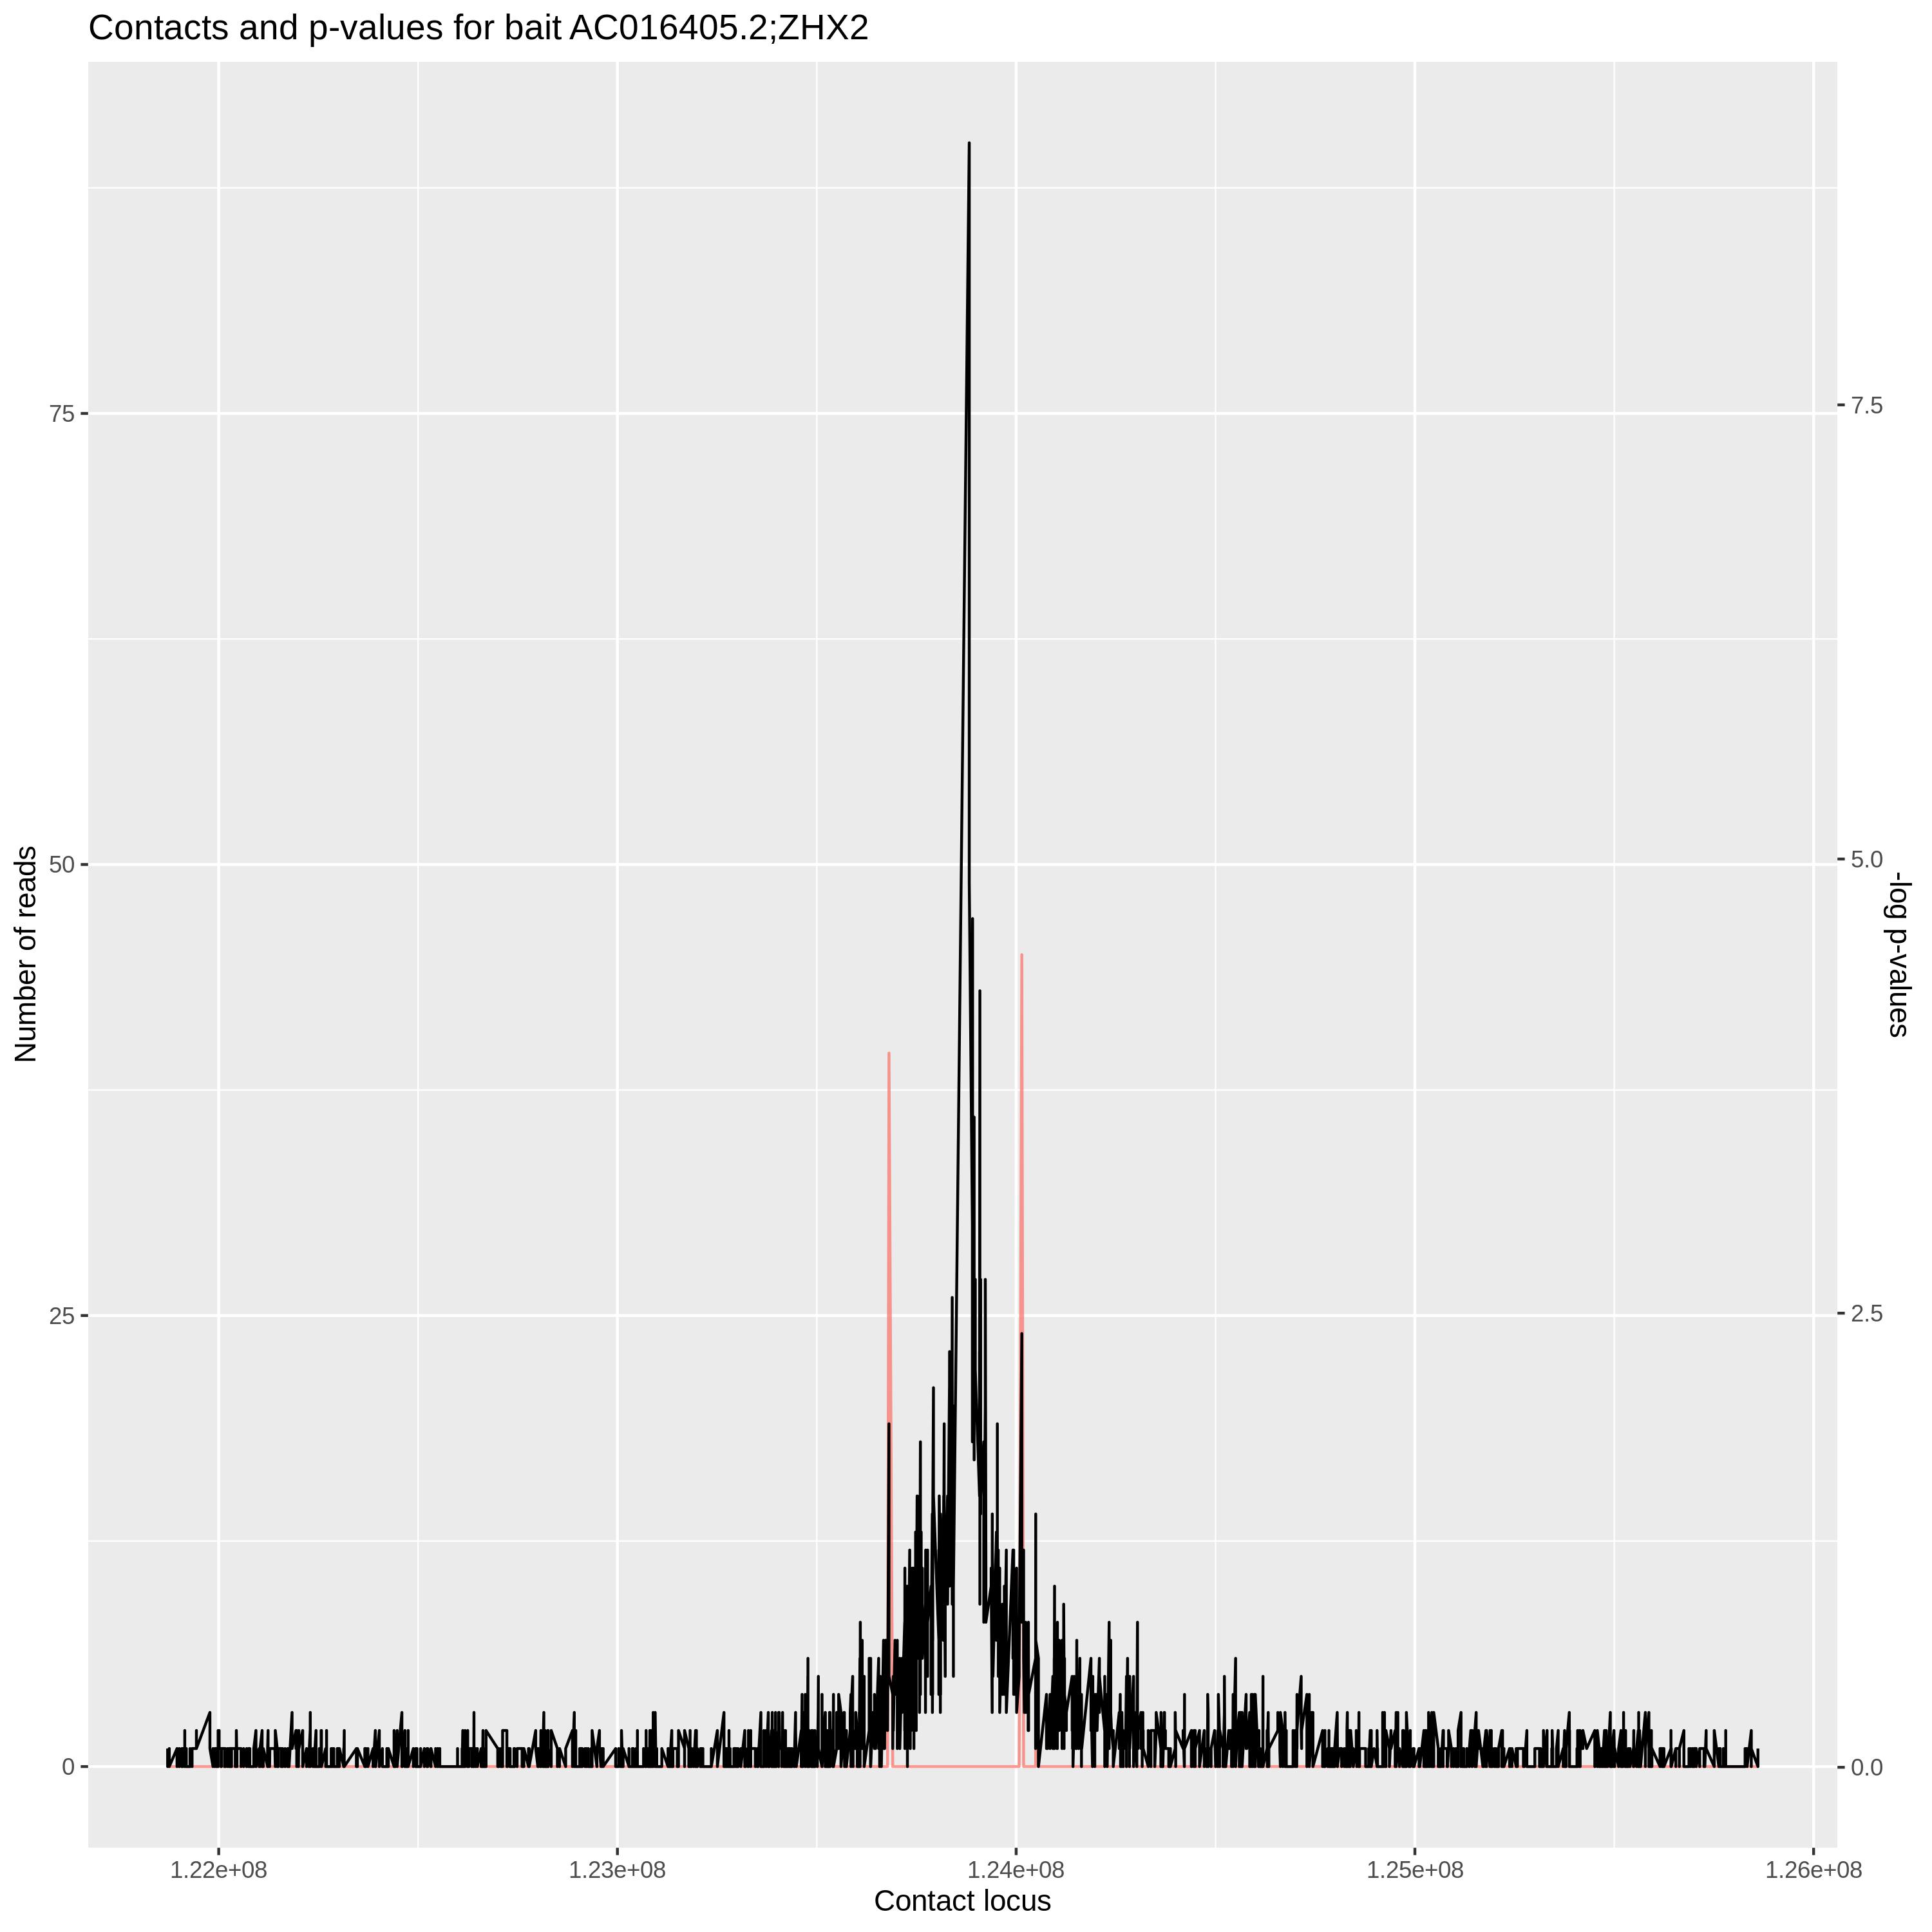 Contacts and p-values for bait AC016405.2;ZHX2
75
50
25
0
Number of reads
7.5
5.0
2.5
0.0
-log p-values
1.22e+08
1.23e+08
1.24e+08
1.25e+08
1.26e+08
Contact locus